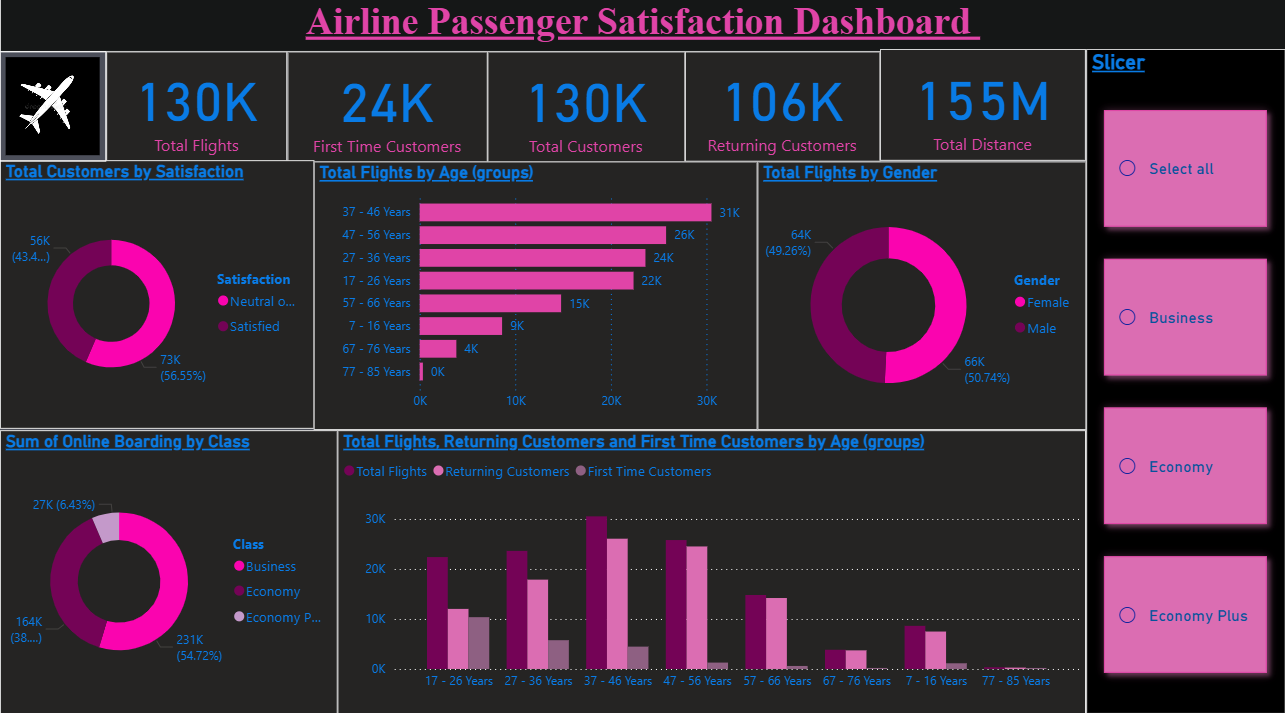 Airline Passenger Satisfaction Dashboard
130K
Total Flights
24K
First Time Customers
130K
Total Customers
106K
Returning Customers
155M
Total Distance
Slicer
Select all
Business
Economy
Economy Plus
Total Customers by Satisfaction
56K
(43.4...)
73K
(56.55%)
Satisfaction
Neutral o...
Satisfied
Total Flights by Age (groups)
37 - 46 Years 31K
47 - 56 Years 26K
27 - 36 Years 24K
17 - 26 Years 22K
57 - 66 Years 15K
7 - 16 Years 9K
67 - 76 Years 4K
77 - 85 Years 0K
0K 10K 20K 30K
Total Flights by Gender
64K
(49.26%)
66K
(50.74%)
Gender
Female
Male
Sum of Online Boarding by Class
27K (6.43%)
164K
(38....)
231K
(54.72%)
Class
Business
Economy
Economy P...
Total Flights, Returning Customers and First Time Customers by Age (groups)
Total Flights Returning Customers First Time Customers
30K
20K
10K
0K
17 - 26 Years 27 - 36 Years 37 - 46 Years 47 - 56 Years 57 - 66 Years 67 - 76 Years 7 - 16 Years 77 - 85 Years